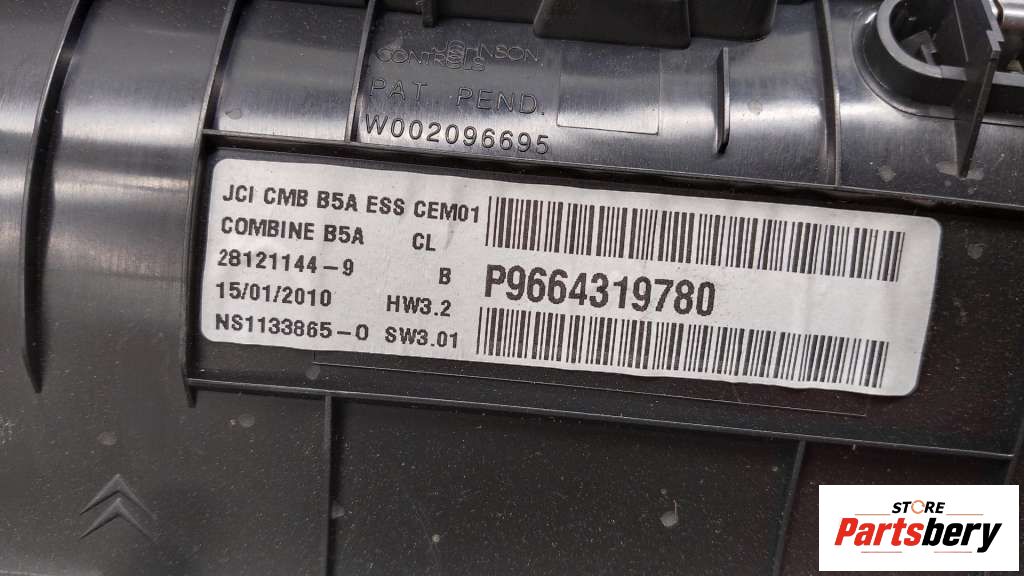 JOHNSON
CONTROLS
PAT. PEND.
W002096695
JCI CMB B5A ESS CEM01
COMBINE B5A CL
28121144-9 B
15/01/2010 HW3.2
NS1133865-0 SW3.01
P9664319780
STORE
Partsbery